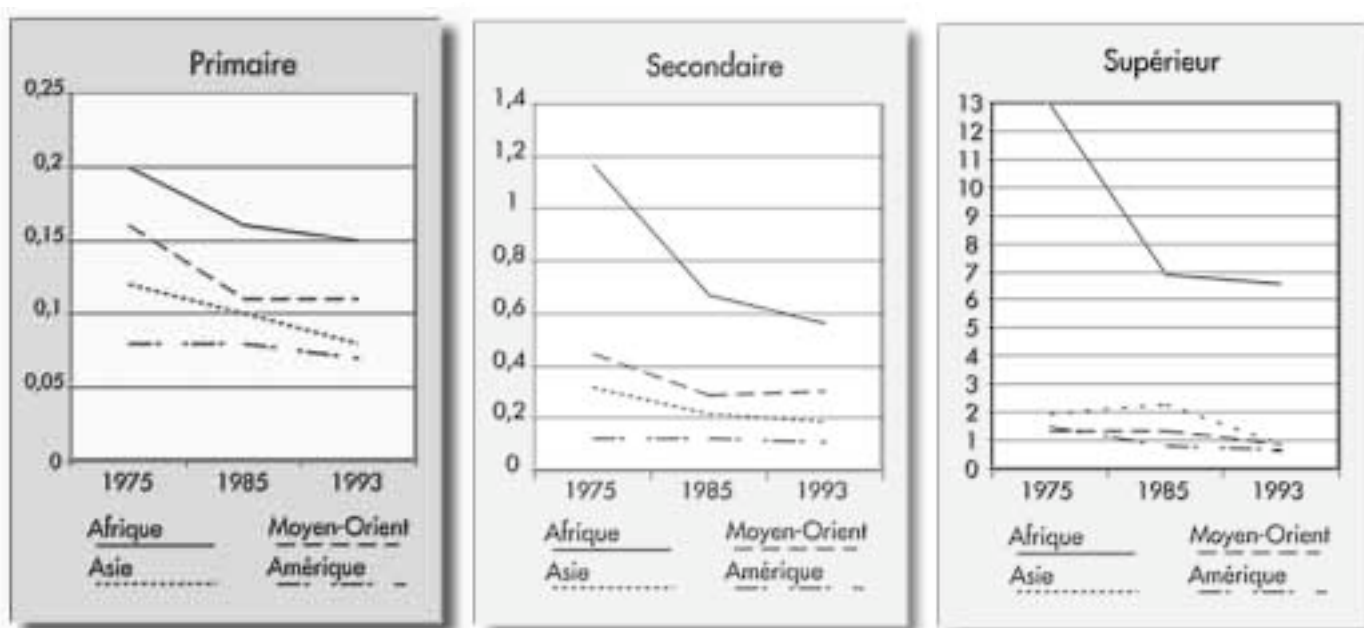 Primaire
0,25
0,2
0,15
0,1
0,05
0
1975 1985 1993
Afrique Moyen-Orient
Asie Amérique
Secondaire
1,4
1,2
1
0,8
0,6
0,4
0,2
0
1975 1985 1993
Afrique Moyen-Orient
Asie Amérique
Supérieur
13
12
11
10
9
8
7
6
5
4
3
2
1
0
1975 1985 1993
Afrique Moyen-Orient
Asie Amérique